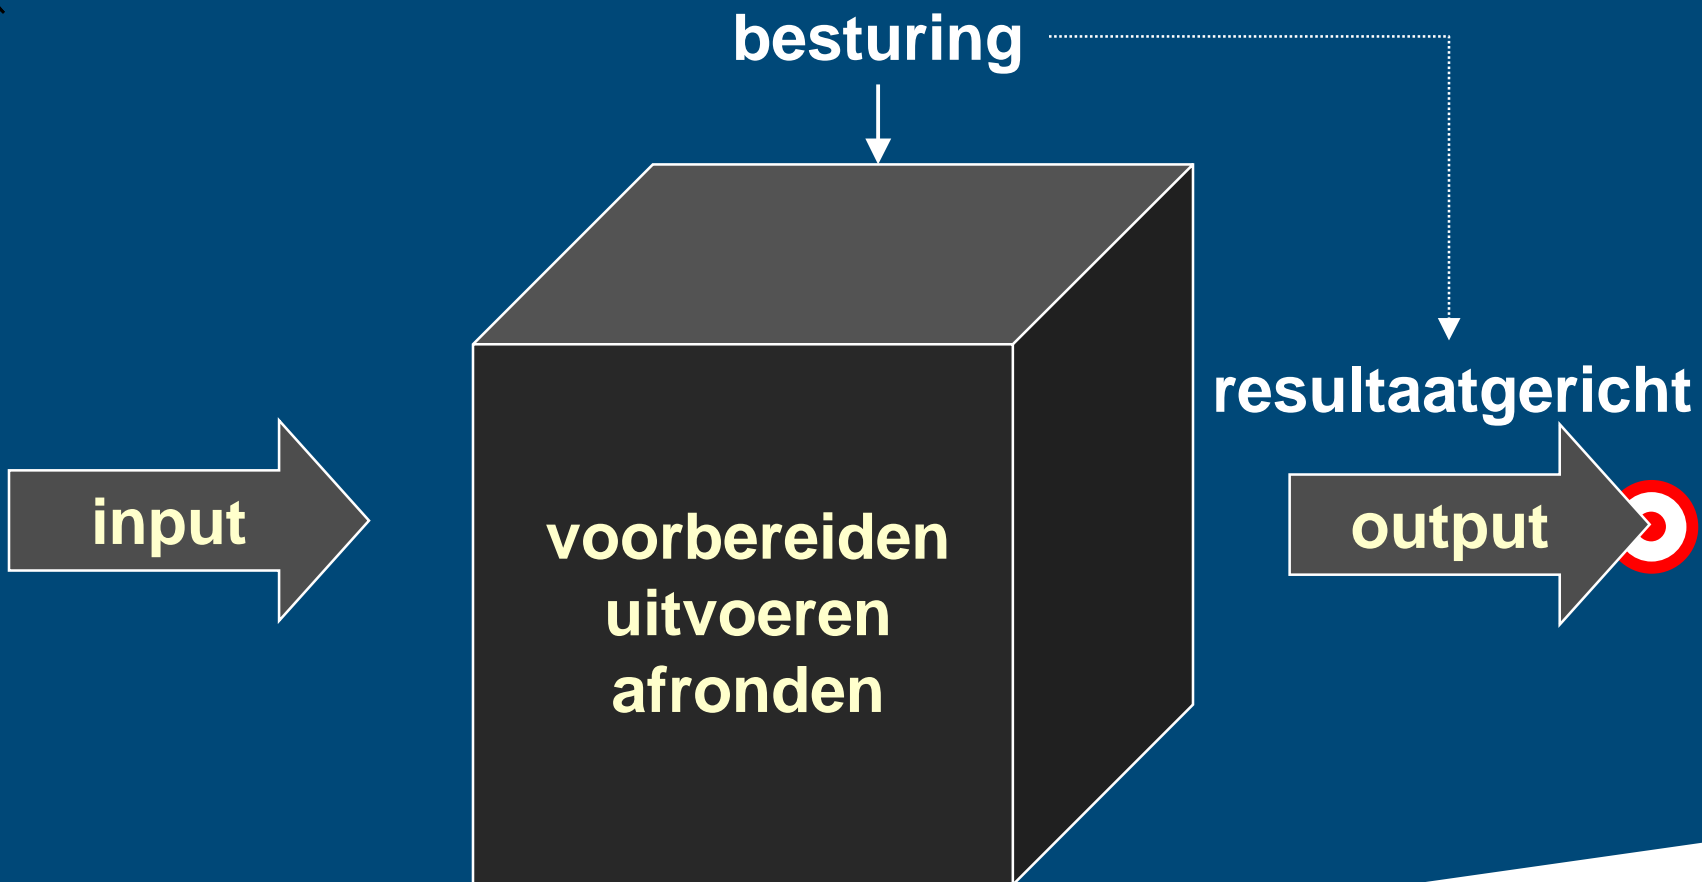 besturing
resultaatgericht
input
output
voorbereiden
uitvoeren
afronden